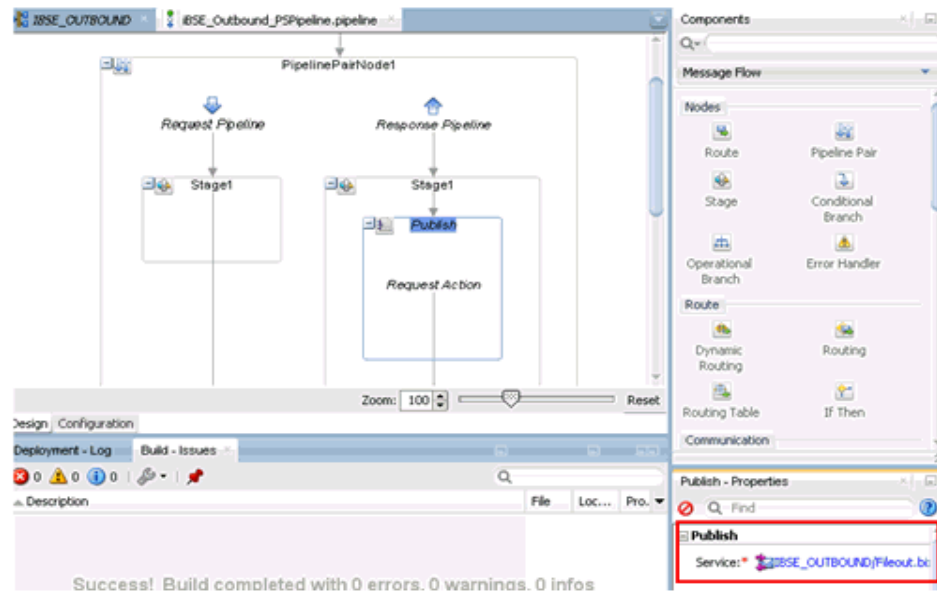 IBSE_OUTBOUND
IBSE_Outbound_PSPipeline.pipeline
PipelinePairNode1
Request Pipeline
Response Pipeline
Stage1
Stage1
Publish
Request Action
Zoom: 100
Reset
Design Configuration
Deployment - Log
Build - Issues
0 0 0
Description
File Loc... Pro.
Success! Build completed with 0 errors, 0 warnings, 0 infos
Components
Message Flow
Nodes
Route
Pipeline Pair
Stage
Conditional
Branch
Operational
Branch
Error Handler
Route
Dynamic
Routing
Routing
Routing Table
If Then
Communication
Publish - Properties
Find
Publish
Service:* IBSE_OUTBOUND/Fileout.bi